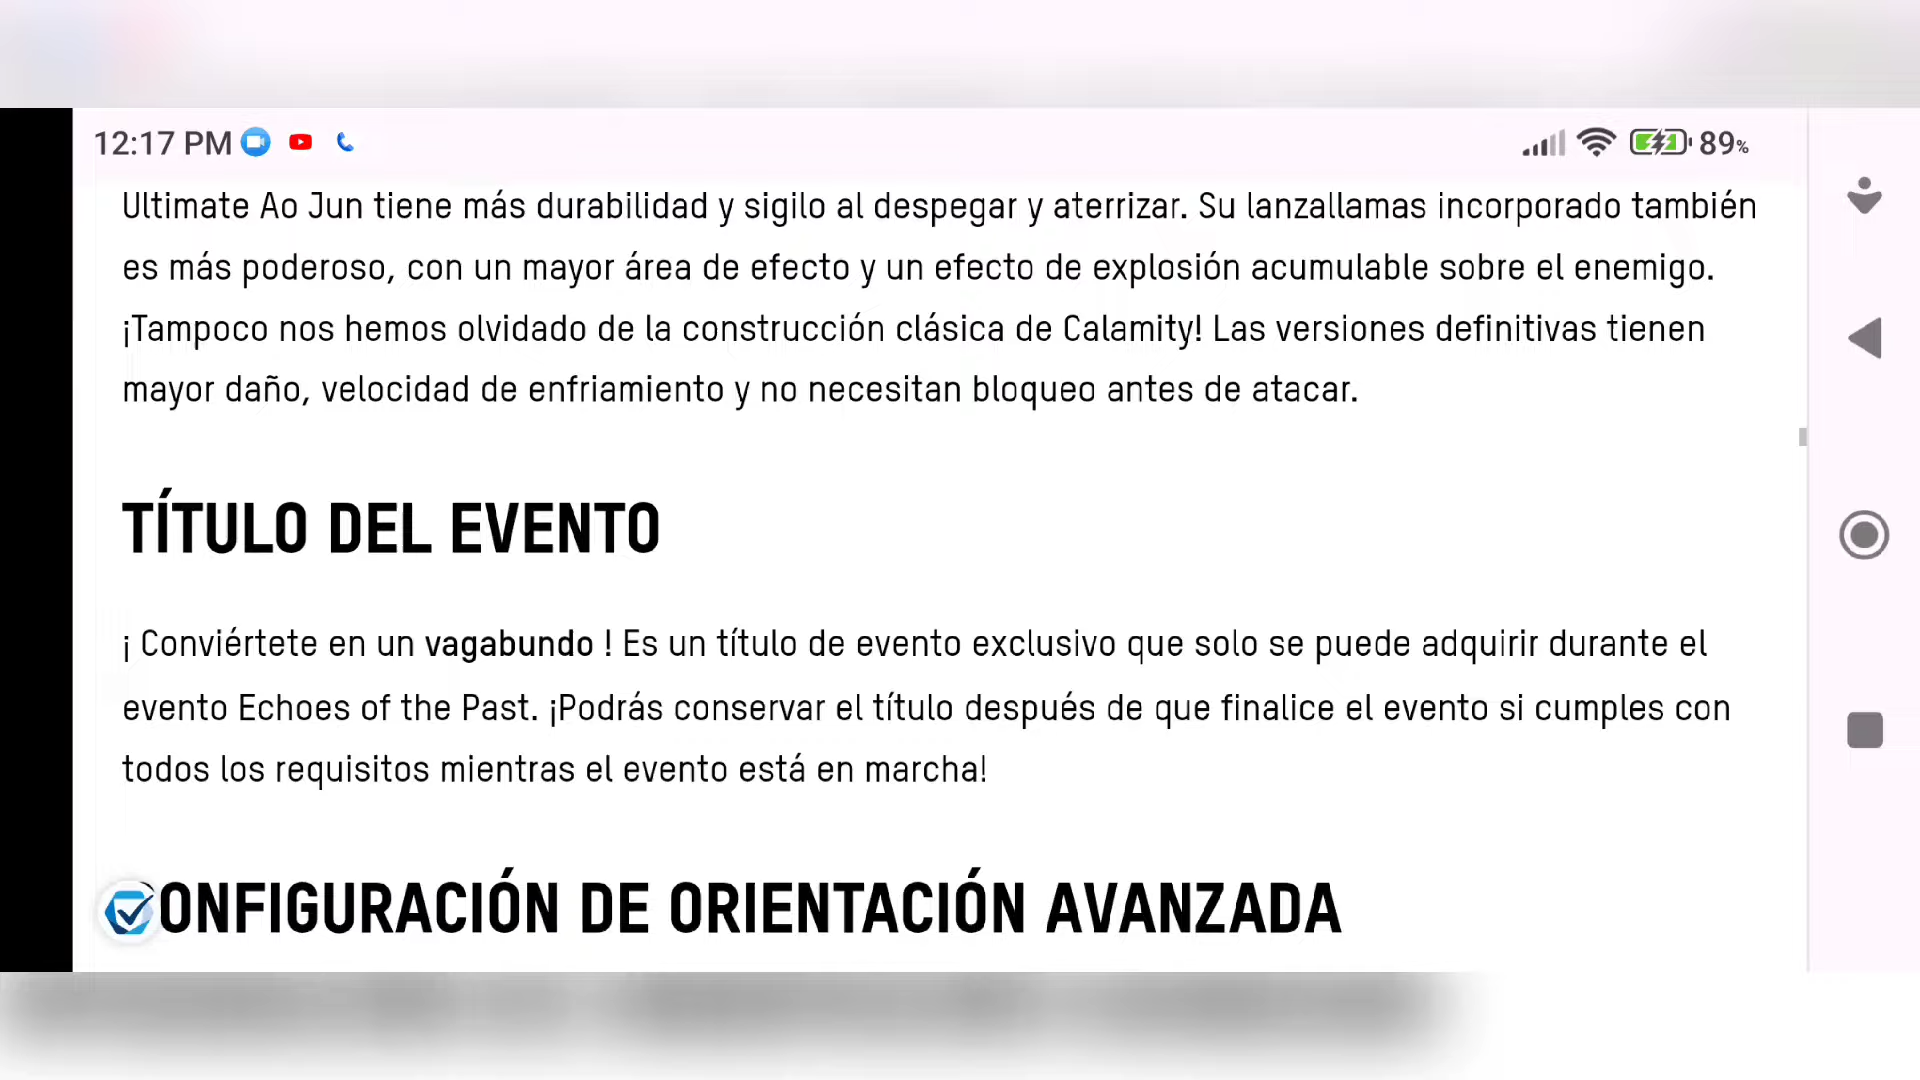 12:17 PM
89%
Ultimate Ao Jun tiene más durabilidad y sigilo al despegar y aterrizar. Su lanzallamas incorporado también
es más poderoso, con un mayor área de efecto y un efecto de explosión acumulable sobre el enemigo.
¡Tampoco nos hemos olvidado de la construcción clásica de Calamity! Las versiones definitivas tienen
mayor daño, velocidad de enfriamiento y no necesitan bloqueo antes de atacar.
TÍTULO DEL EVENTO
¡ Conviértete en un vagabundo ! Es un título de evento exclusivo que solo se puede adquirir durante el
evento Echoes of the Past. ¡Podrás conservar el título después de que finalice el evento si cumples con
todos los requisitos mientras el evento está en marcha!
CONFIGURACIÓN DE ORIENTACIÓN AVANZADA